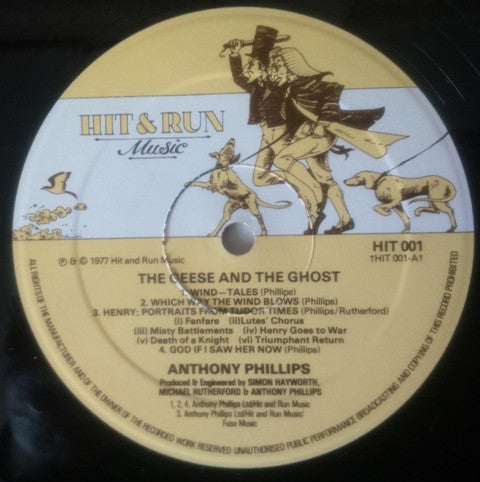 HIT & RUN
Music
HIT 001
†HIT 001-A†
℗ & © 1977 Hit and Run Music
THE GEESE AND THE GHOST
1. WIND–TALES (Phillips)
2. WHICH WAY THE WIND BLOWS (Phillips)
3. HENRY: PORTRAITS FROM TUDOR TIMES (Phillips/Rutherford)
(i) Fanfare (ii)Lutes' Chorus
(iii) Misty Battlements (iv) Henry Goes to War
(v) Death of a Knight (vi) Triumphant Return
4. GOD IF I SAW HER NOW (Phillips)
ANTHONY PHILLIPS
Produced & Engineered by SIMON HAYWORTH,
MICHAEL RUTHERFORD & ANTHONY PHILLIPS
1, 2, 4. Anthony Phillips Ltd/Hit and Run Music
3. Anthony Phillips Ltd/Hit and Run Music/
Fuse Music
ALL RIGHTS OF THE MANUFACTURER AND OF THE OWNER OF THE RECORDED WORK RESERVED UNAUTHORISED PUBLIC PERFORMANCE BROADCASTING AND COPYING OF THIS RECORD PROHIBITED